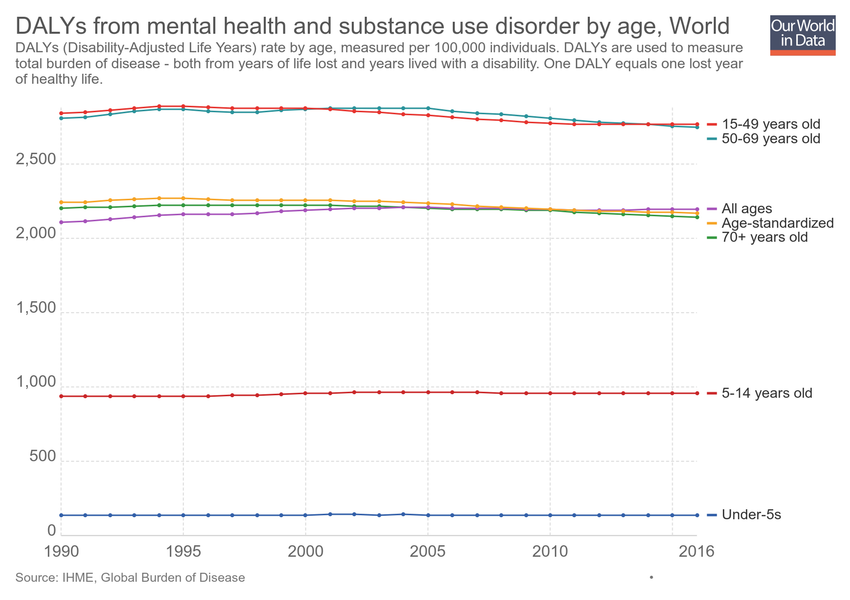 DALYs from mental health and substance use disorder by age, World
DALYs (Disability-Adjusted Life Years) rate by age, measured per 100,000 individuals. DALYs are used to measure
total burden of disease - both from years of life lost and years lived with a disability. One DALY equals one lost year
of healthy life.
Our World
in Data
15-49 years old
50-69 years old
2,500
All ages
Age-standardized
2,000
70+ years old
1,500
1,000
5-14 years old
500
Under-5s
0
1990 1995 2000 2005 2010 2016
Source: IHME, Global Burden of Disease